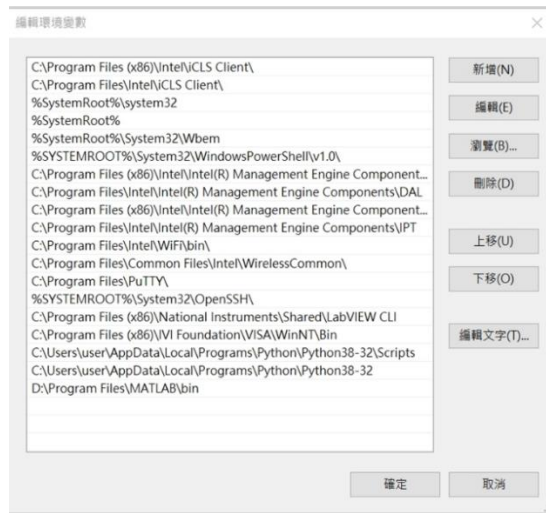 編輯環境變數
C:\Program Files (x86)\Intel\iCLS Client\
C:\Program Files\Intel\iCLS Client\
%SystemRoot%\system32
%SystemRoot%
%SystemRoot%\System32\Wbem
%SYSTEMROOT%\System32\WindowsPowerShell\v1.0\
C:\Program Files (x86)\Intel\Intel(R) Management Engine Component...
C:\Program Files\Intel\Intel(R) Management Engine Components\DAL
C:\Program Files (x86)\Intel\Intel(R) Management Engine Component...
C:\Program Files\Intel\Intel(R) Management Engine Components\IPT
C:\Program Files\Intel\WiFi\bin\
C:\Program Files\Common Files\Intel\WirelessCommon\
C:\Program Files\PuTTY\
%SYSTEMROOT%\System32\OpenSSH\
C:\Program Files (x86)\National Instruments\Shared\LabVIEW CLI
C:\Program Files (x86)\IVI Foundation\VISA\WinNT\Bin
C:\Users\user\AppData\Local\Programs\Python\Python38-32\Scripts
C:\Users\user\AppData\Local\Programs\Python\Python38-32
D:\Program Files\MATLAB\bin
新增(N)
編輯(E)
瀏覽(B)...
刪除(D)
上移(U)
下移(O)
編輯文字(T)...
確定
取消